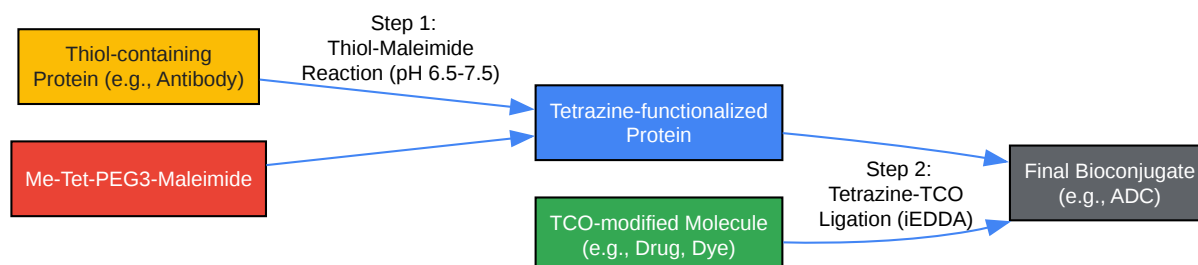 Thiol-containing
Protein (e.g., Antibody)
Step 1:
Thiol-Maleimide
Reaction (pH 6.5-7.5)
Me-Tet-PEG3-Maleimide
Tetrazine-functionalized
Protein
TCO-modified Molecule
(e.g., Drug, Dye)
Step 2:
Tetrazine-TCO
Ligation (iEDDA)
Final Bioconjugate
(e.g., ADC)